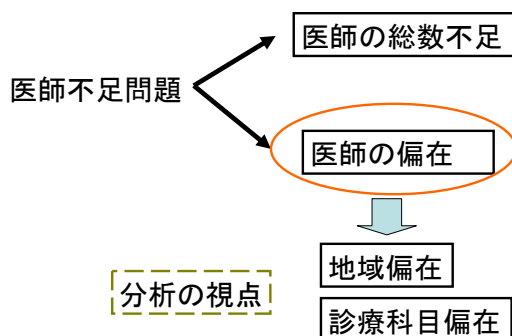 医師の総数不足
医師不足問題
医師の偏在
地域偏在
分析の視点
診療科目偏在